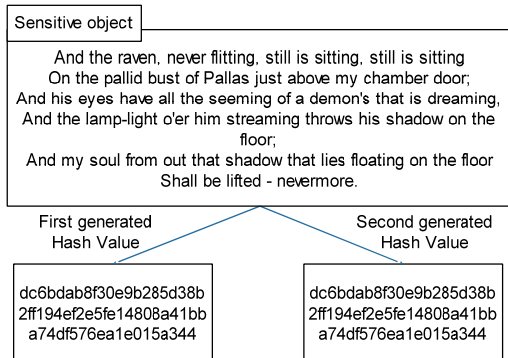 Sensitive object
And the raven, never flitting, still is sitting, still is sitting
On the pallid bust of Pallas just above my chamber door;
And his eyes have all the seeming of a demon's that is dreaming,
And the lamp-light o'er him streaming throws his shadow on the
floor;
And my soul from out that shadow that lies floating on the floor
Shall be lifted - nevermore.
First generated
Hash Value
Second generated
Hash Value
dc6bdab8f30e9b285d38b
2ff194ef2e5fe14808a41bb
a74df576ea1e015a344
dc6bdab8f30e9b285d38b
2ff194ef2e5fe14808a41bb
a74df576ea1e015a344